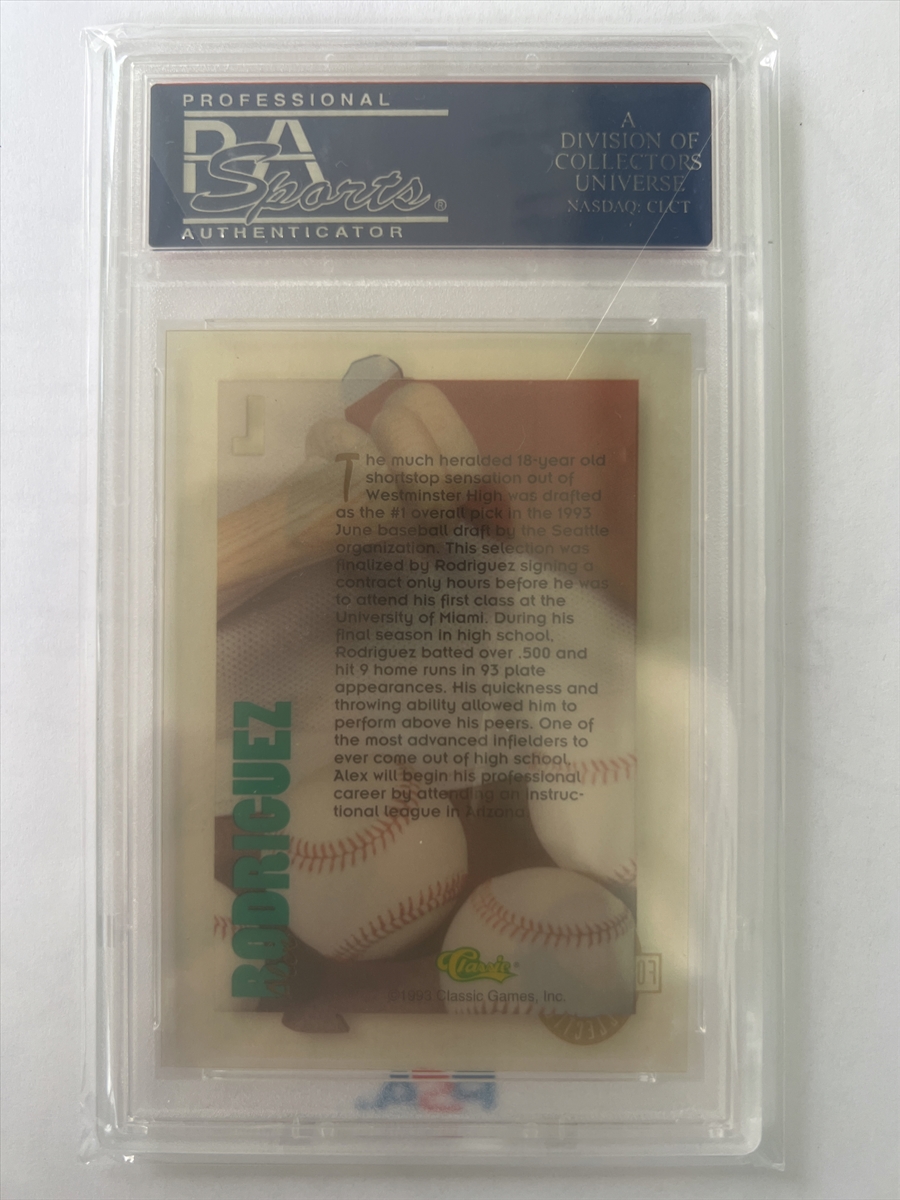 PROFESSIONAL
PSA
Sports®
AUTHENTICATOR
A
DIVISION OF
COLLECTORS
UNIVERSE
NASDAQ: CLCT
The much heralded 18-year old
shortstop sensation out of
Westminster High was drafted
as the #1 overall pick in the 1993
June baseball draft by the Seattle
organization. This selection was
finalized by Rodriguez signing a
contract only hours before he was
to attend his first class at the
University of Miami. During his
final season in high school,
Rodriguez batted over .500 and
hit 9 home runs in 93 plate
appearances. His quickness and
throwing ability allowed him to
perform above his peers. One of
the most advanced infielders to
ever come out of high school,
Alex will begin his professional
career by attending an instruc-
tional league in Arizona.
RODRIGUEZ
Classic®
©1993 Classic Games, Inc.
PSA